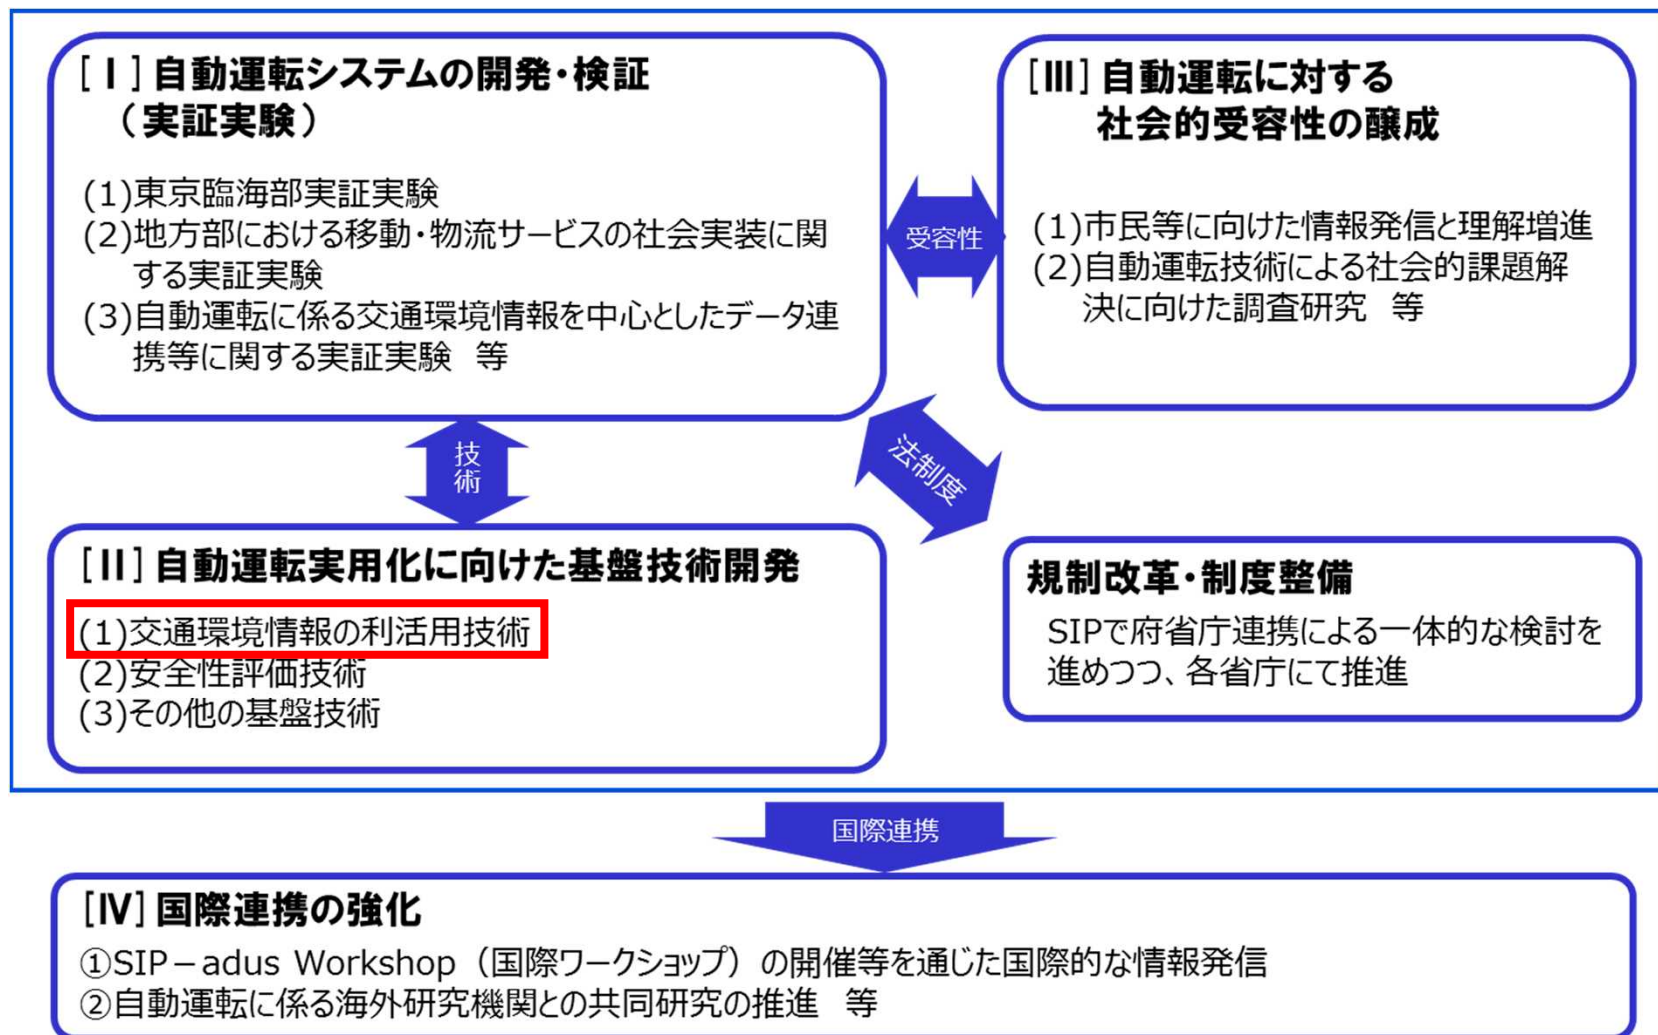 [Ⅰ]自動運転システムの開発・検証
（実証実験）
(1)東京臨海部実証実験
(2)地方部における移動・物流サービスの社会実装に関
する実証実験
(3)自動運転に係る交通環境情報を中心としたデータ連
携等に関する実証実験　等
受容性
[Ⅲ]自動運転に対する
社会的受容性の醸成
(1)市民等に向けた情報発信と理解増進
(2)自動運転技術による社会的課題解
決に向けた調査研究　等
技術
法制度
[Ⅱ]自動運転実用化に向けた基盤技術開発
(1)交通環境情報の利活用技術
(2)安全性評価技術
(3)その他の基盤技術
規制改革・制度整備
SIPで府省庁連携による一体的な検討を
進めつつ、各省庁にて推進
国際連携
[Ⅳ]国際連携の強化
①SIP－adus Workshop（国際ワークショップ）の開催等を通じた国際的な情報発信
②自動運転に係る海外研究機関との共同研究の推進　等